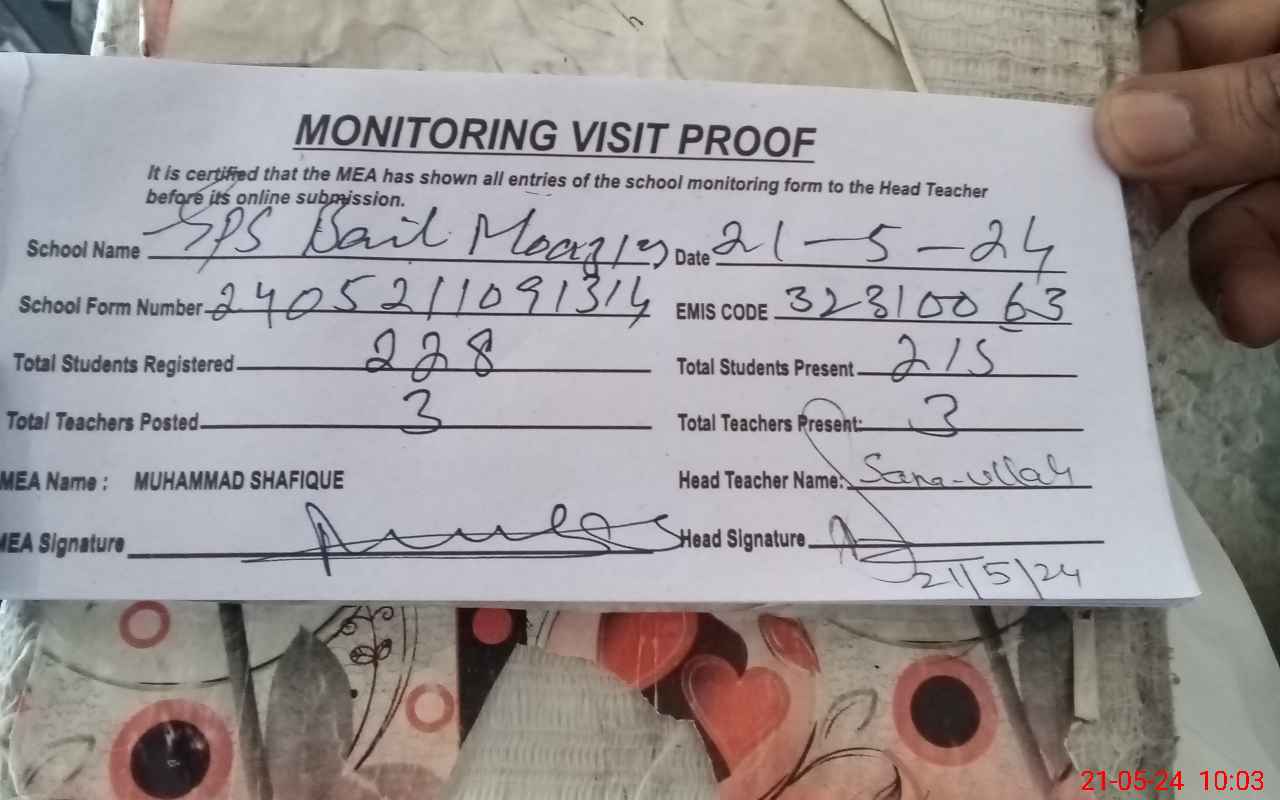 MONITORING VISIT PROOF
It is certified that the MEA has shown all entries of the school monitoring form to the Head Teacher
before its online submission.
School Name GPS Bail Date 21-5-24
School Form Number 2405211091314 EMIS CODE 32310063
Total Students Registered 228 Total Students Present 215
Total Teachers Posted 3 Total Teachers Present: 3
MEA Name : MUHAMMAD SHAFIQUE Head Teacher Name: Sana-ullah
MEA Signature Head Signature
21/5/24
21-05-24 10:03